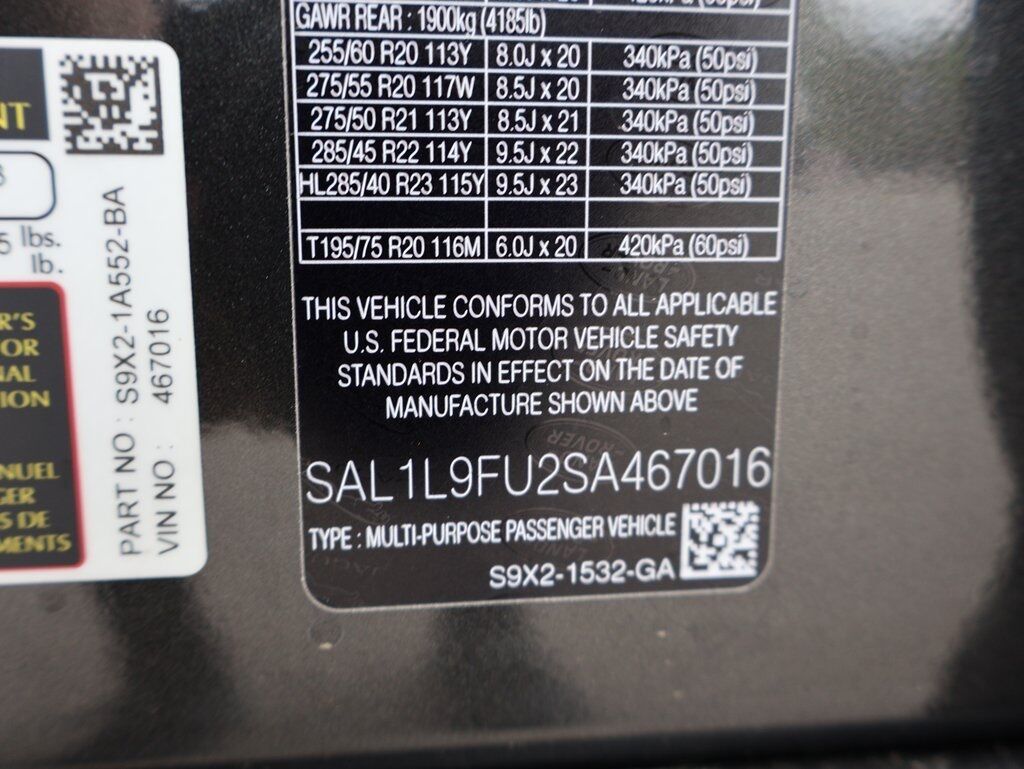 GAWR REAR : 1900kg (4185lb)
255/60 R20 113Y 8.0J x 20 340kPa (50psi)
275/55 R20 117W 8.5J x 20 340kPa (50psi)
275/50 R21 113Y 8.5J x 21 340kPa (50psi)
285/45 R22 114Y 9.5J x 22 340kPa (50psi)
HL285/40 R23 115Y 9.5J x 23 340kPa (50psi)
T195/75 R20 116M 6.0J x 20 420kPa (60psi)
THIS VEHICLE CONFORMS TO ALL APPLICABLE
U.S. FEDERAL MOTOR VEHICLE SAFETY
STANDARDS IN EFFECT ON THE DATE OF
MANUFACTURE SHOWN ABOVE
SAL1L9FU2SA467016
TYPE : MULTI-PURPOSE PASSENGER VEHICLE
S9X2-1532-GA
NT
5 lbs.
lb.
R'S
OR
NAL
ION
NUEL
GER
S DE
MENTS
PART NO : S9X2-1A552-BA
VIN NO : 467016